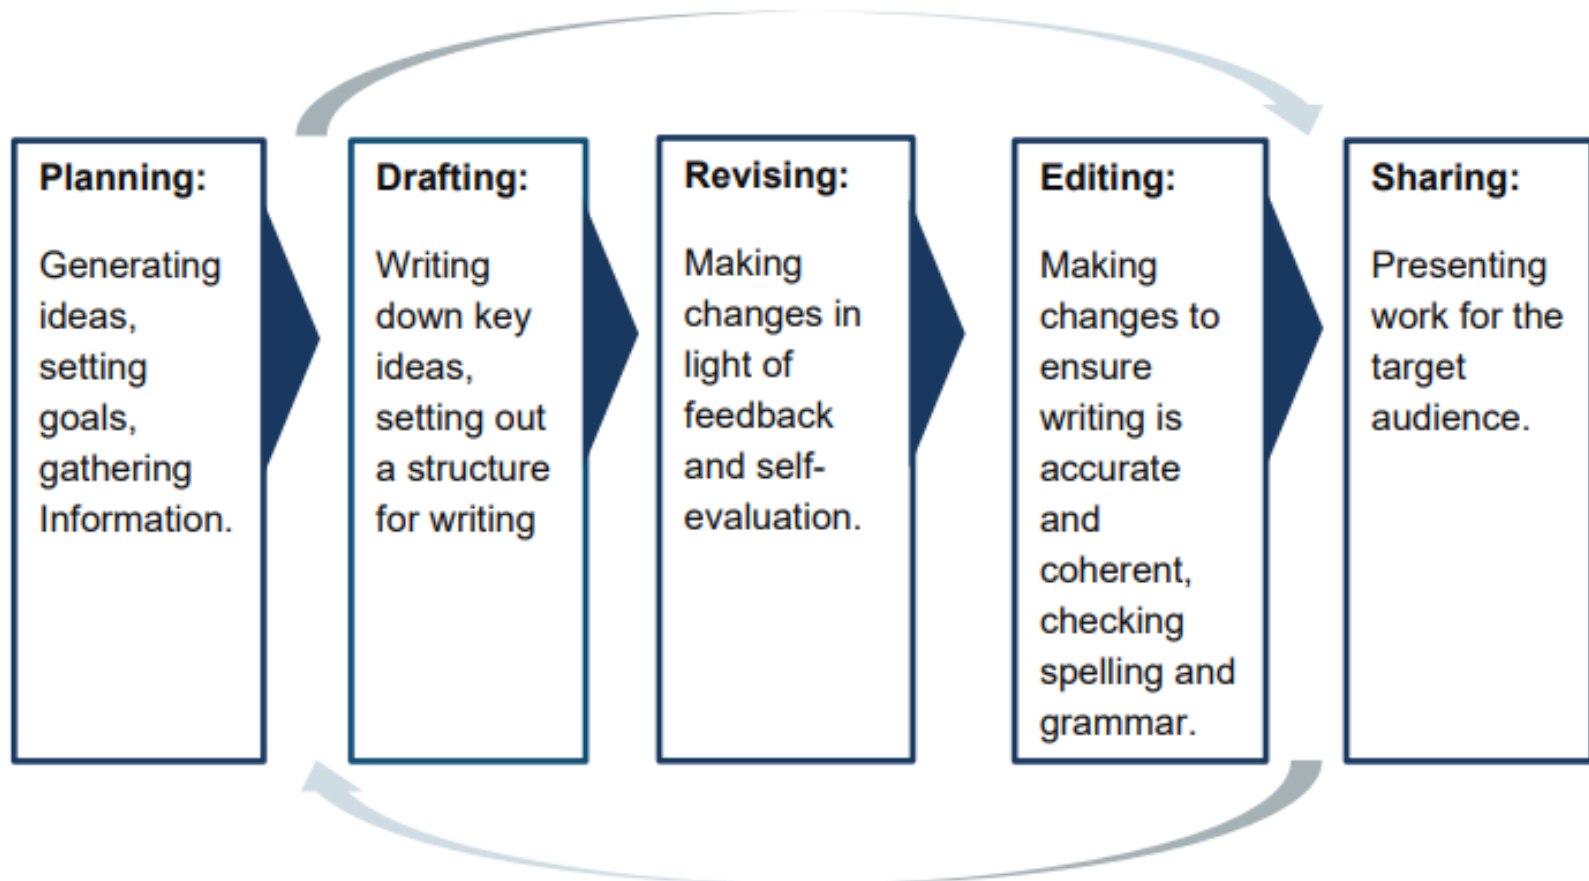 Planning:
Generating
ideas,
setting
goals,
gathering
Information.
Drafting:
Writing
down key
ideas,
setting out
a structure
for writing
Revising:
Making
changes in
light of
feedback
and self-
evaluation.
Editing:
Making
changes to
ensure
writing is
accurate
and
coherent,
checking
spelling and
grammar.
Sharing:
Presenting
work for the
target
audience.